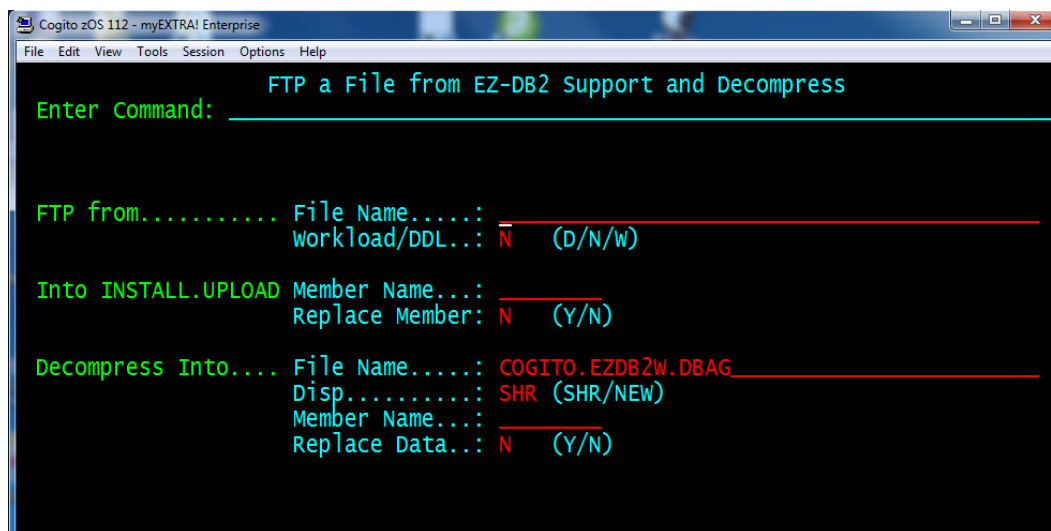 Cogito zOS 112 - myEXTRA! Enterprise
File Edit View Tools Session Options Help
FTP a File from EZ-DB2 Support and Decompress
Enter Command:
FTP from........... File Name.....:
Workload/DDL..: N (D/N/W)
Into INSTALL.UPLOAD Member Name...:
Replace Member: N (Y/N)
Decompress Into.... File Name.....: COGITO.EZDB2W.DBAG
Disp..........: SHR (SHR/NEW)
Member Name...:
Replace Data..: N (Y/N)